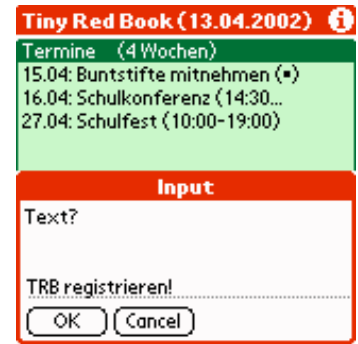 Tiny Red Book (13.04.2002)
Termine (4 Wochen)
15.04: Buntstifte mitnehmen (▪)
16.04: Schulkonferenz (14:30...
27.04: Schulfest (10:00-19:00)
Input
Text?
TRB registrieren!
OK Cancel